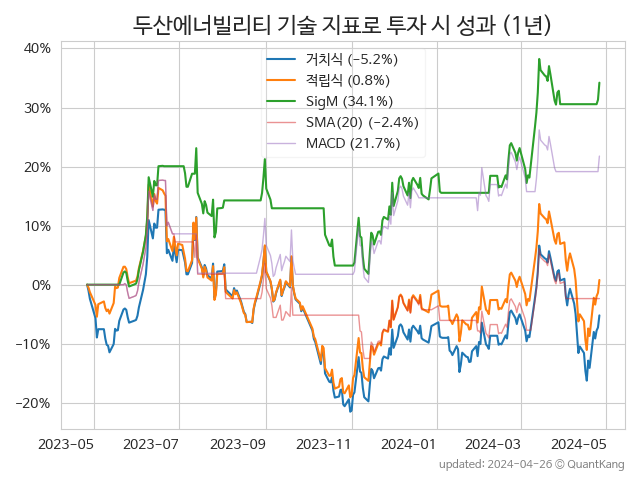 두산에너빌리티 기술 지표로 투자 시 성과 (1년)
거치식 (−5.2%)
적립식 (0.8%)
SigM (34.1%)
SMA(20) (−2.4%)
MACD (21.7%)
40%
30%
20%
10%
0%
−10%
−20%
2023-05
2023-07
2023-09
2023-11
2024-01
2024-03
2024-05
updated: 2024-04-26 © QuantKang